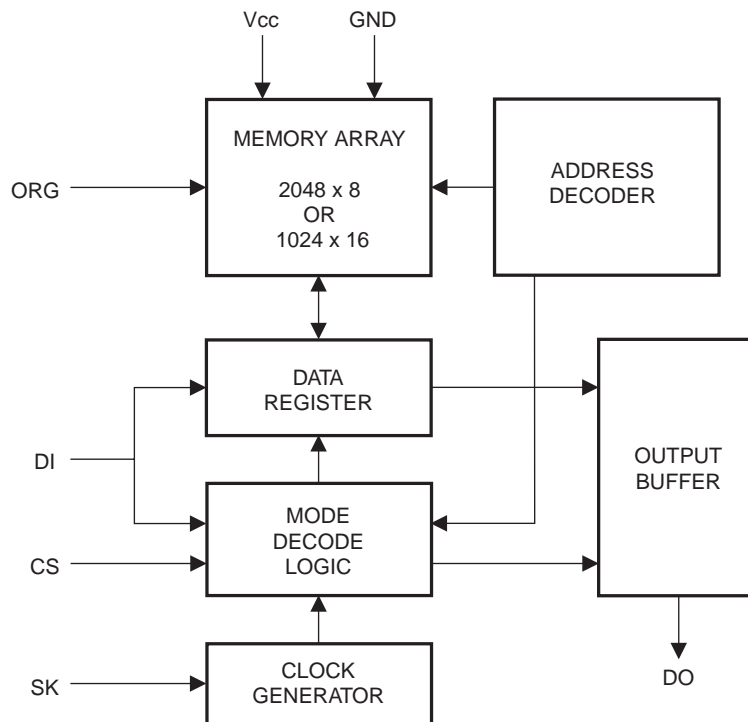 Vcc
GND
MEMORY ARRAY
2048 x 8
OR
1024 x 16
ADDRESS
DECODER
ORG
DATA
REGISTER
DI
OUTPUT
BUFFER
MODE
DECODE
LOGIC
CS
CLOCK
GENERATOR
SK
DO